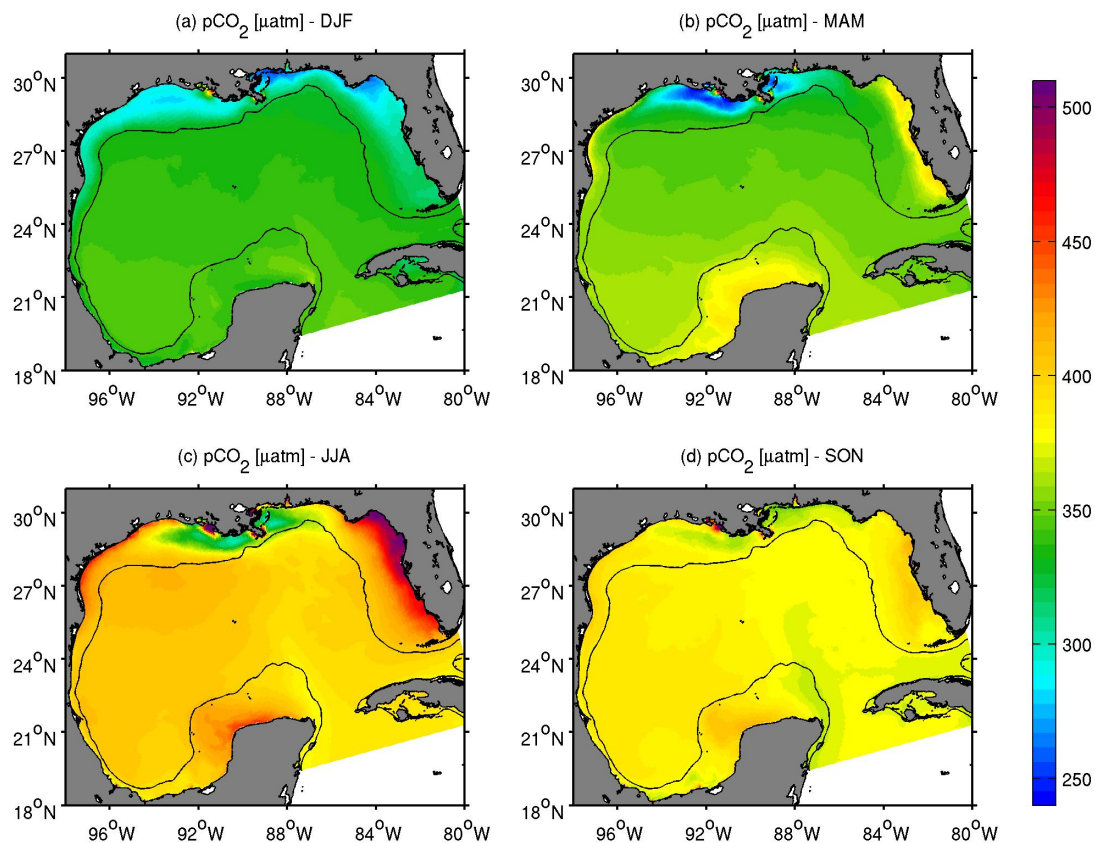 (a) pCO₂ [µatm] - DJF
(b) pCO₂ [µatm] - MAM
30°N
27°N
24°N
21°N
18°N
96°W 92°W 88°W 84°W 80°W
30°N
27°N
24°N
21°N
18°N
96°W 92°W 88°W 84°W 80°W
(c) pCO₂ [µatm] - JJA
(d) pCO₂ [µatm] - SON
30°N
27°N
24°N
21°N
18°N
96°W 92°W 88°W 84°W 80°W
30°N
27°N
24°N
21°N
18°N
96°W 92°W 88°W 84°W 80°W
500
450
400
350
300
250